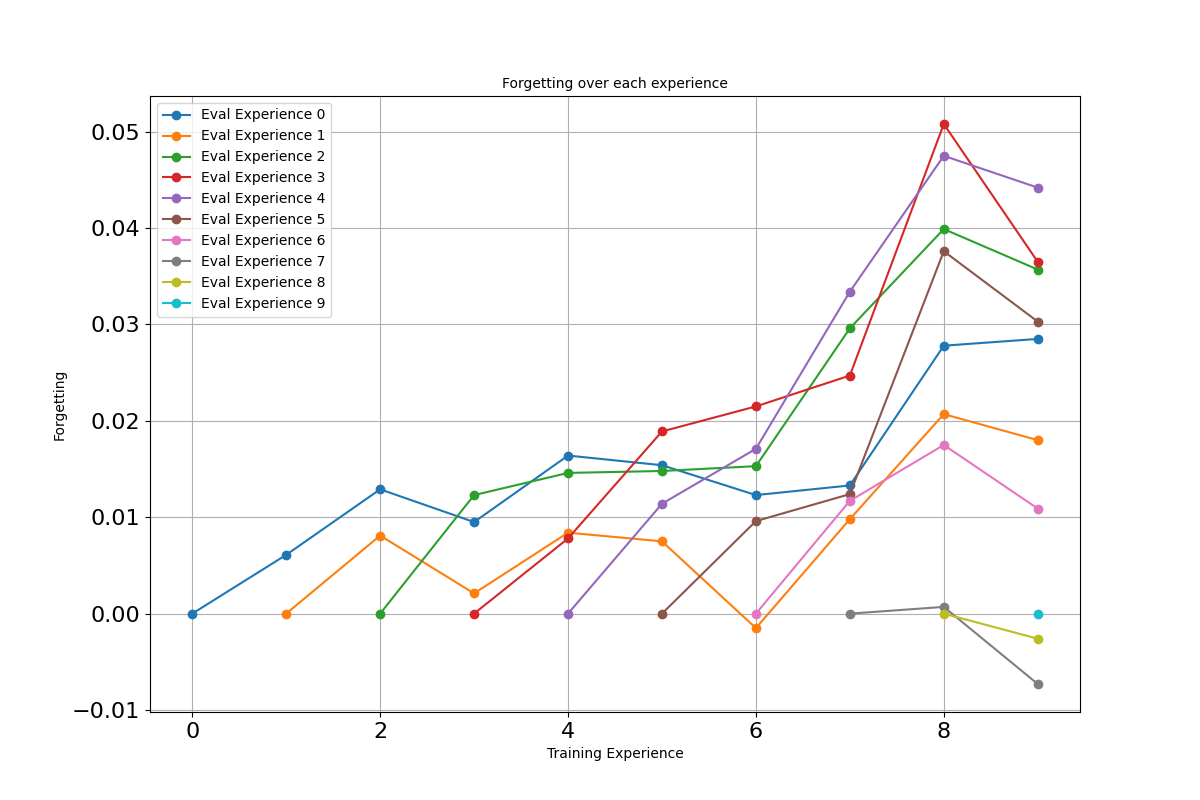 Forgetting over each experience
Eval Experience 0
Eval Experience 1
Eval Experience 2
Eval Experience 3
Eval Experience 4
Eval Experience 5
Eval Experience 6
Eval Experience 7
Eval Experience 8
Eval Experience 9
0.05
0.04
0.03
0.02
0.01
0.00
−0.01
Forgetting
0 2 4 6 8
Training Experience